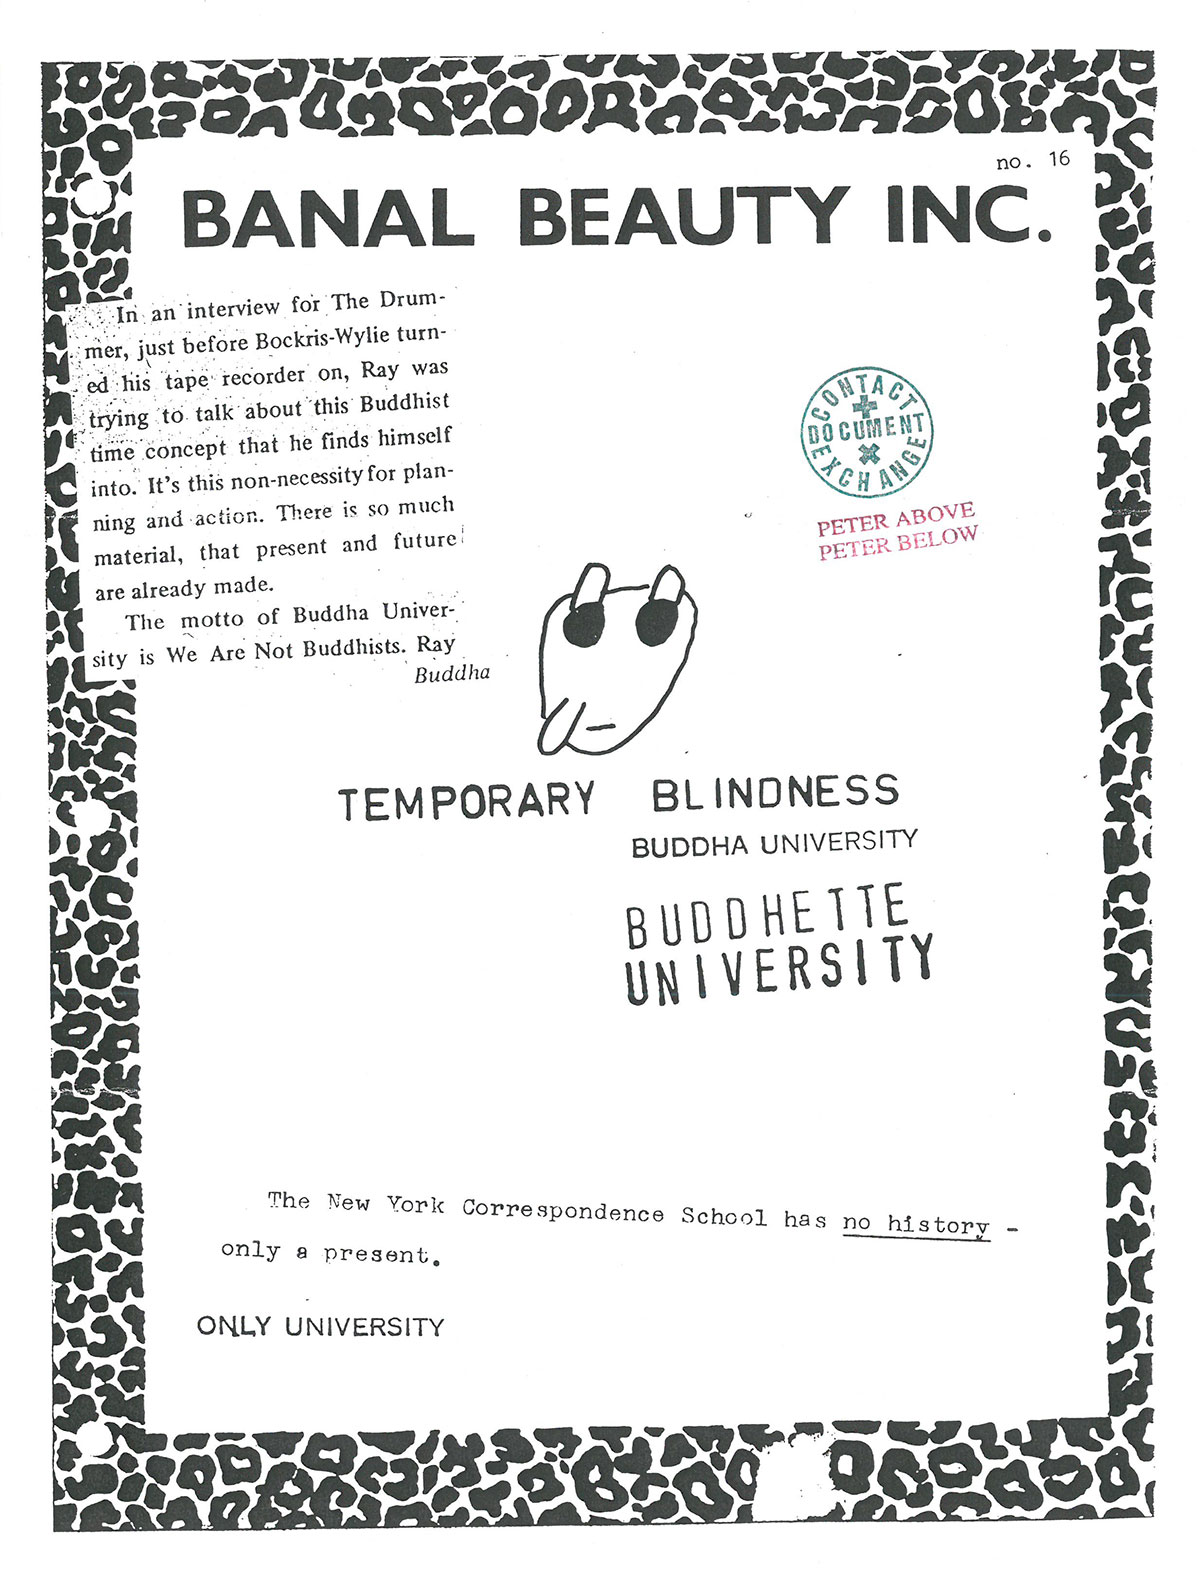 no. 16
BANAL BEAUTY INC.
In an interview for The Drum-
mer, just before Bockris-Wylie turn-
ed his tape recorder on, Ray was
trying to talk about this Buddhist
time concept that he finds himself
into. It's this non-necessity for plan-
ning and action. There is so much
material, that present and future
are already made.
The motto of Buddha Univer-
sity is We Are Not Buddhists. Ray
Buddha
CONTACT
DOCUMENT
EXCHANGE
PETER ABOVE
PETER BELOW
TEMPORARY BLINDNESS
BUDDHA UNIVERSITY
BUDDHETTE
UNIVERSITY
The New York Correspondence School has no history -
only a present.
ONLY UNIVERSITY